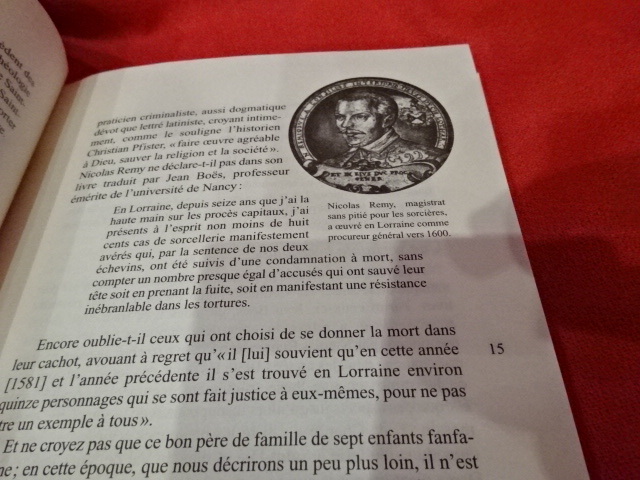 praticien criminaliste, aussi dogmatique
dévot que lettré latiniste, croyant intime-
ment, comme le souligne l'historien
Christian Pfister, « faire œuvre agréable
à Dieu, sauver la religion et la société ».
Nicolas Remy ne déclare-t-il pas dans son
livre traduit par Jean Boës, professeur
émérite de l'université de Nancy :
En Lorraine, depuis seize ans que j'ai la
haute main sur les procès capitaux, j'ai
présents à l'esprit non moins de huit
cents cas de sorcellerie manifestement
avérés qui, par la sentence de nos deux
échevins, ont été suivis d'une condamnation à mort, sans
compter un nombre presque égal d'accusés qui ont sauvé leur
tête soit en prenant la fuite, soit en manifestant une résistance
inébranlable dans les tortures.
Nicolas Remy, magistrat
sans pitié pour les sorcières,
a œuvré en Lorraine comme
procureur général vers 1600.
Encore oublie-t-il ceux qui ont choisi de se donner la mort dans
leur cachot, avouant à regret qu'« il [lui] souvient qu'en cette année
[1581] et l'année précédente il s'est trouvé en Lorraine environ
quinze personnages qui se sont fait justice à eux-mêmes, pour ne pas
tre un exemple à tous ».
15
Et ne croyez pas que ce bon père de famille de sept enfants fanfa-
ne ; en cette époque, que nous décrirons un peu plus loin, il n'est